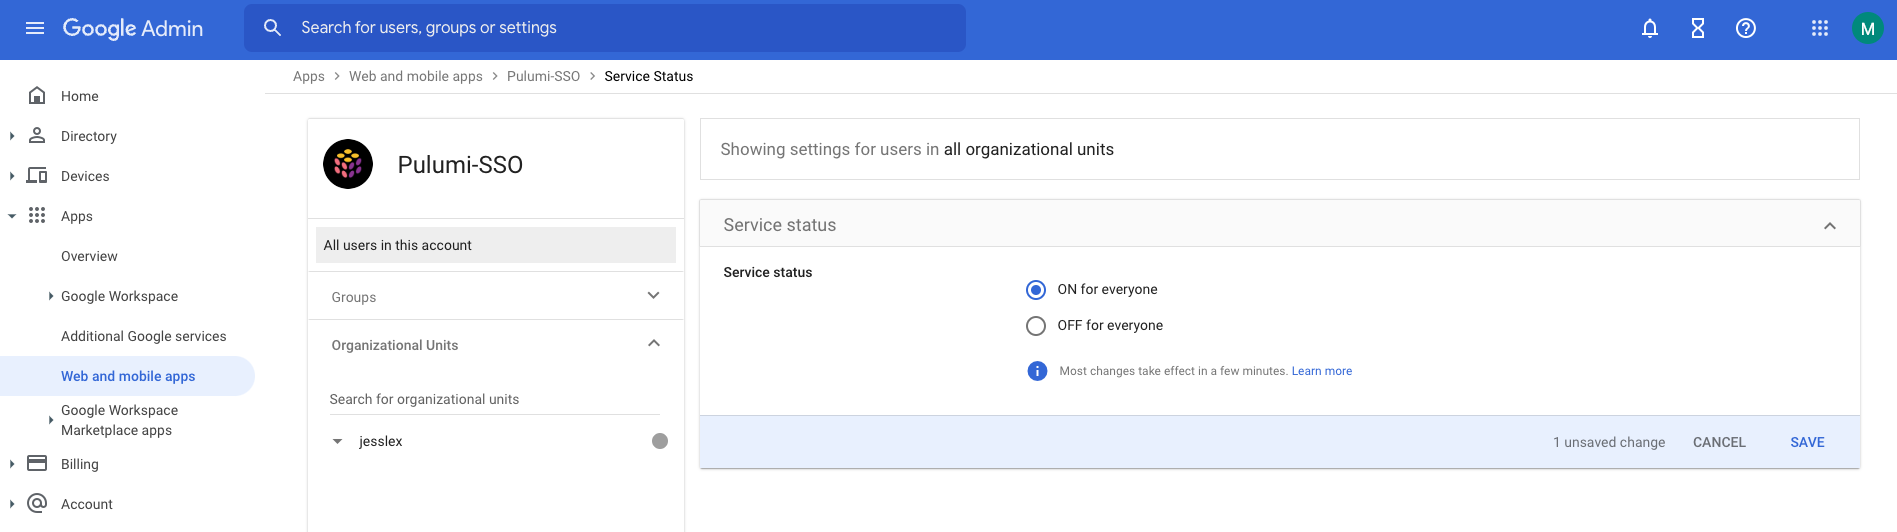 Google Admin
Search for users, groups or settings
M
Apps > Web and mobile apps > Pulumi-SSO > Service Status
Home
Directory
Devices
Apps
Overview
Google Workspace
Additional Google services
Web and mobile apps
Google Workspace
Marketplace apps
Billing
Account
Pulumi-SSO
All users in this account
Groups
Organizational Units
Search for organizational units
jesslex
Showing settings for users in all organizational units
Service status
Service status
ON for everyone
OFF for everyone
Most changes take effect in a few minutes. Learn more
1 unsaved change CANCEL SAVE